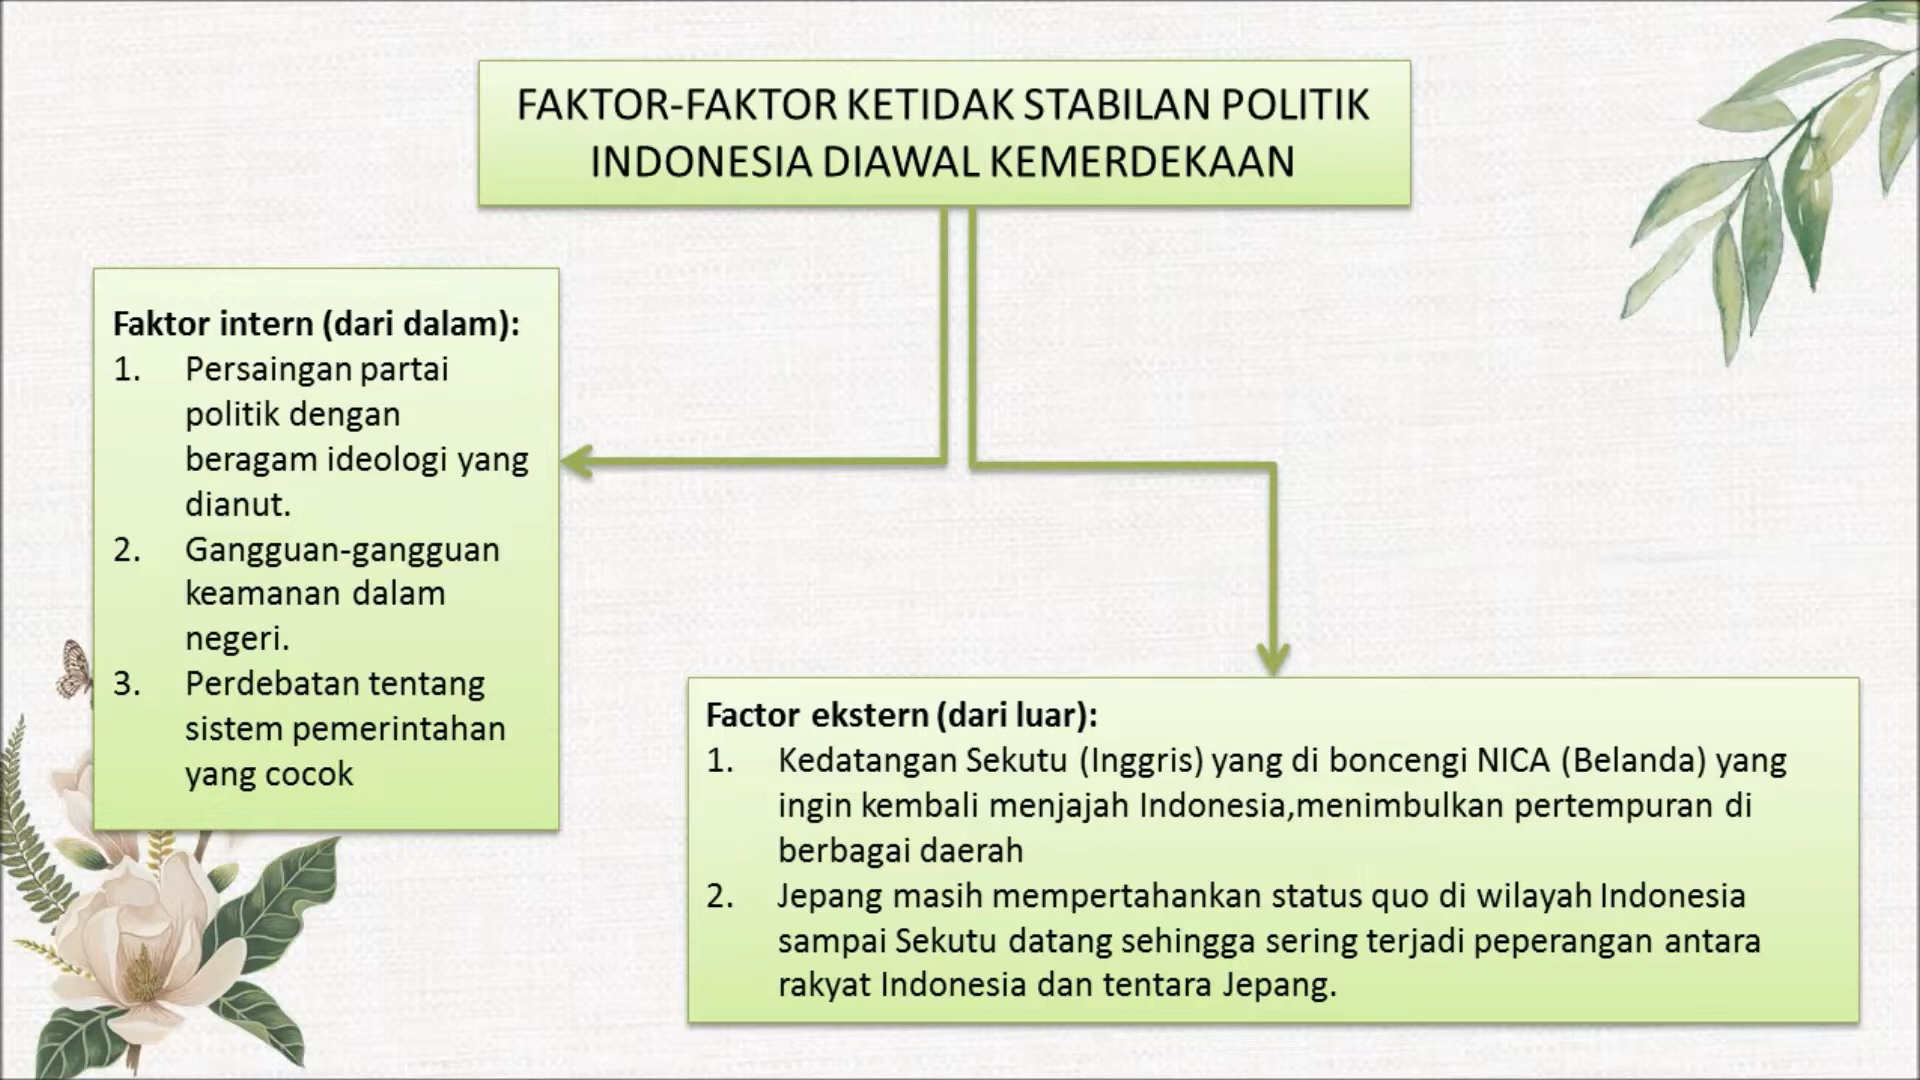 FAKTOR-FAKTOR KETIDAK STABILAN POLITIK
INDONESIA DIAWAL KEMERDEKAAN
Faktor intern (dari dalam):
1. Persaingan partai
politik dengan
beragam ideologi yang
dianut.
2. Gangguan-gangguan
keamanan dalam
negeri.
3. Perdebatan tentang
sistem pemerintahan
yang cocok
Factor ekstern (dari luar):
1. Kedatangan Sekutu (Inggris) yang di boncengi NICA (Belanda) yang
ingin kembali menjajah Indonesia,menimbulkan pertempuran di
berbagai daerah
2. Jepang masih mempertahankan status quo di wilayah Indonesia
sampai Sekutu datang sehingga sering terjadi peperangan antara
rakyat Indonesia dan tentara Jepang.